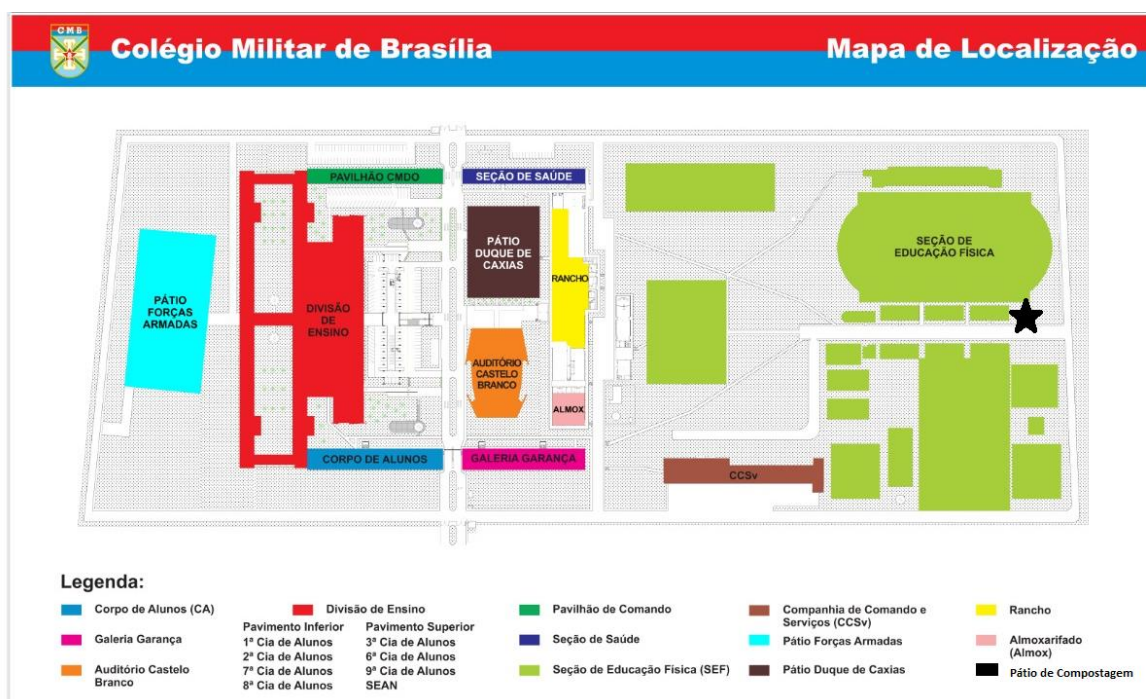 CMB
Colégio Militar de Brasília
Mapa de Localização
PAVILHÃO CMDO
SEÇÃO DE SAÚDE
PÁTIO
DUQUE DE
CAXIAS
RANCHO
SEÇÃO DE
EDUCAÇÃO FÍSICA
PÁTIO
FORÇAS
ARMADAS
DIVISÃO
DE
ENSINO
AUDITÓRIO
CASTELO
BRANCO
ALMOX
CORPO DE ALUNOS
GALERIA GARANÇA
CCSv
Legenda:
Corpo de Alunos (CA)
Galeria Garança
Auditório Castelo
Branco
Divisão de Ensino
Pavimento Inferior
1ª Cia de Alunos
2ª Cia de Alunos
7ª Cia de Alunos
8ª Cia de Alunos
Pavimento Superior
3ª Cia de Alunos
6ª Cia de Alunos
9ª Cia de Alunos
SEAN
Pavilhão de Comando
Seção de Saúde
Seção de Educação Física (SEF)
Companhia de Comando e
Serviços (CCSv)
Pátio Forças Armadas
Pátio Duque de Caxias
Rancho
Almoxarifado
(Almox)
Pátio de Compostagem